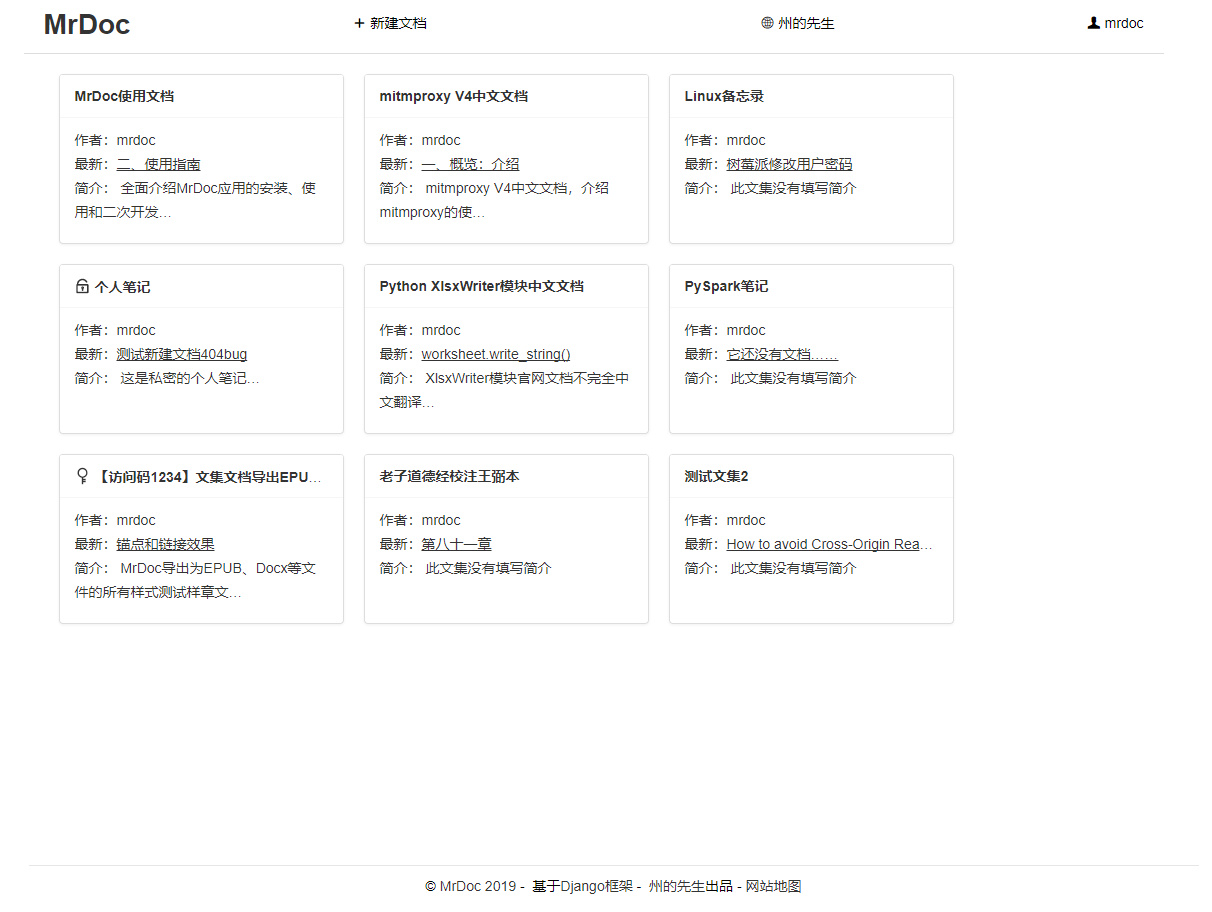 MrDoc
新建文档
州的先生
mrdoc
MrDoc使用文档
作者：mrdoc
最新：二、使用指南
简介： 全面介绍MrDoc应用的安装、使
用和二次开发…
mitmproxy V4中文文档
作者：mrdoc
最新：一、概览：介绍
简介： mitmproxy V4中文文档，介绍
mitmproxy的使…
Linux备忘录
作者：mrdoc
最新：树莓派修改用户密码
简介： 此文集没有填写简介
个人笔记
作者：mrdoc
最新：测试新建文档404bug
简介： 这是私密的个人笔记…
Python XlsxWriter模块中文文档
作者：mrdoc
最新：worksheet.write_string()
简介： XlsxWriter模块官网文档不完全中
文翻译…
PySpark笔记
作者：mrdoc
最新：它还没有文档……
简介： 此文集没有填写简介
【访问码1234】文集文档导出EPU…
作者：mrdoc
最新：锚点和链接效果
简介： MrDoc导出为EPUB、Docx等文
件的所有样式测试样章文…
老子道德经校注王弼本
作者：mrdoc
最新：第八十一章
简介： 此文集没有填写简介
测试文集2
作者：mrdoc
最新：How to avoid Cross-Origin Rea…
简介： 此文集没有填写简介
© MrDoc 2019 - 基于Django框架 - 州的先生出品 - 网站地图